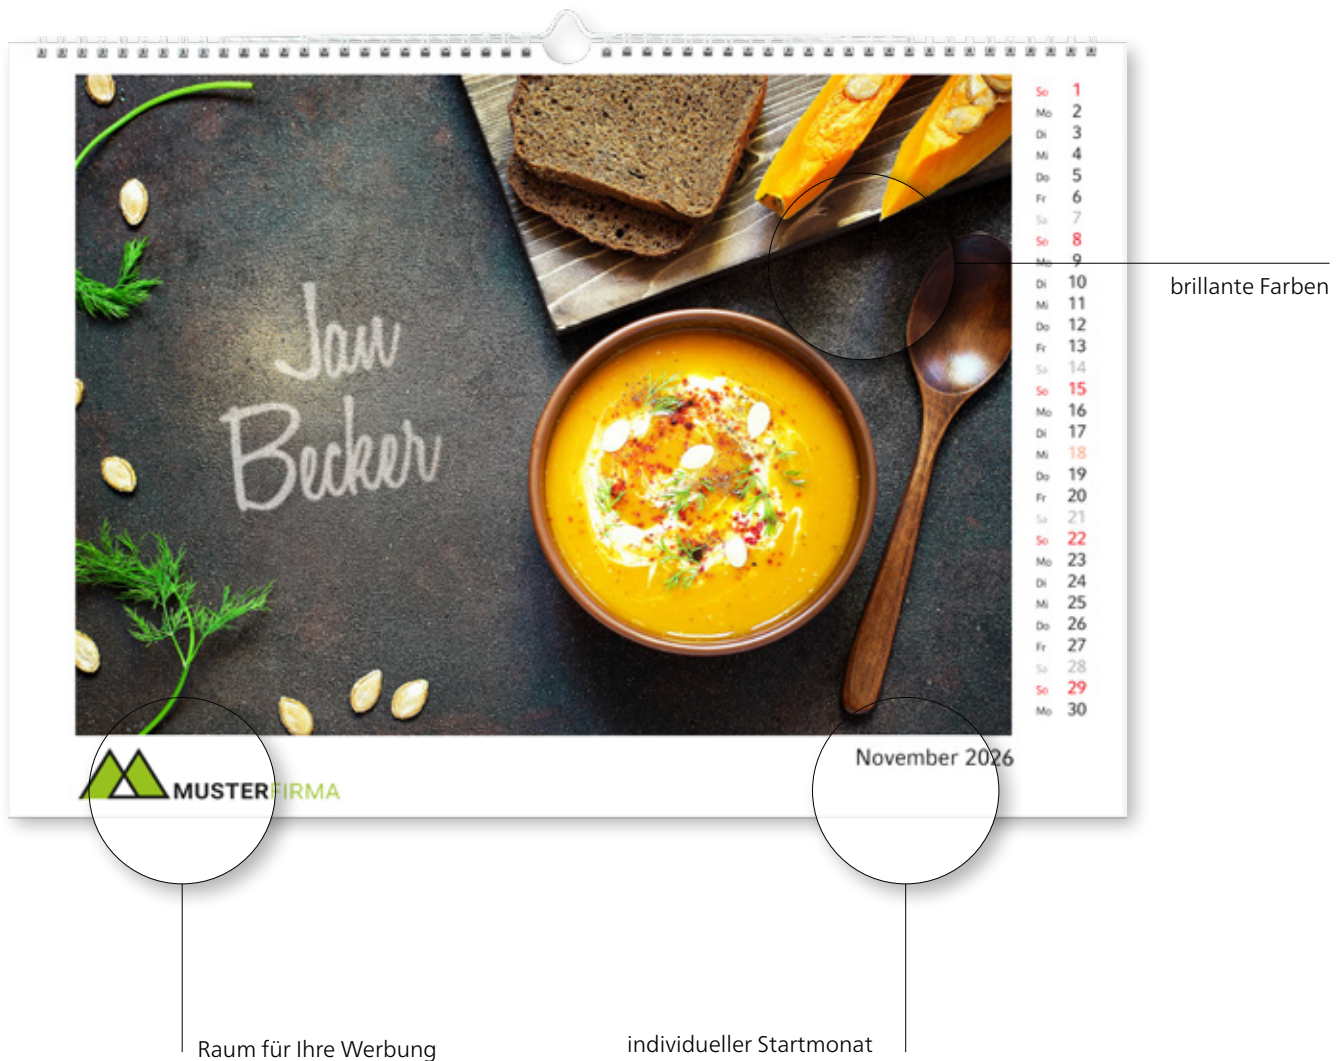 So 1
Mo 2
Di 3
Mi 4
Do 5
Fr 6
Sa 7
So 8
Mo 9
Di 10
Mi 11
Do 12
Fr 13
Sa 14
So 15
Mo 16
Di 17
Mi 18
Do 19
Fr 20
Sa 21
So 22
Mo 23
Di 24
Mi 25
Do 26
Fr 27
Sa 28
So 29
Mo 30
brillante Farben
Jan
Becker
November 2026
MUSTERFIRMA
Raum für Ihre Werbung
individueller Startmonat